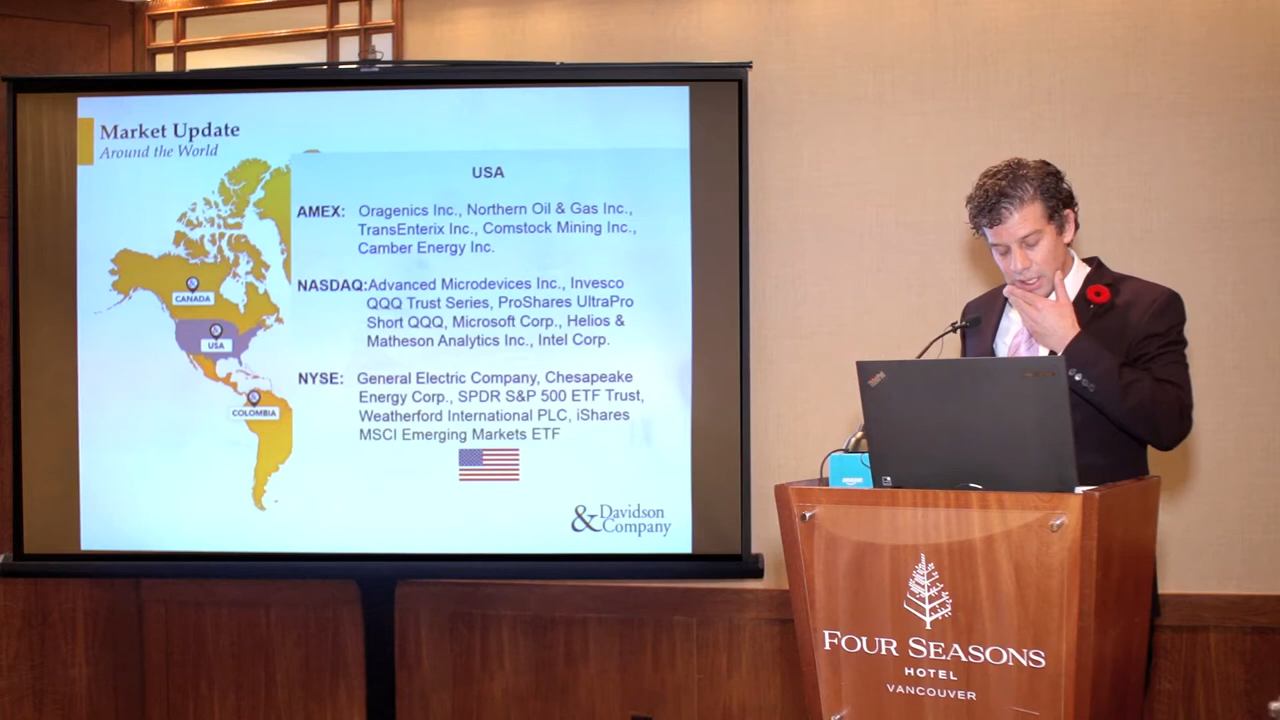 Market Update
Around the World
USA
AMEX: Oragenics Inc., Northern Oil & Gas Inc.,
TransEnterix Inc., Comstock Mining Inc.,
Camber Energy Inc.
NASDAQ:Advanced Microdevices Inc., Invesco
QQQ Trust Series, ProShares UltraPro
Short QQQ, Microsoft Corp., Helios &
Matheson Analytics Inc., Intel Corp.
NYSE: General Electric Company, Chesapeake
Energy Corp., SPDR S&P 500 ETF Trust,
Weatherford International PLC, iShares
MSCI Emerging Markets ETF
CANADA
USA
COLOMBIA
& Davidson
Company
ThinkPad
FOUR SEASONS
HOTEL
VANCOUVER